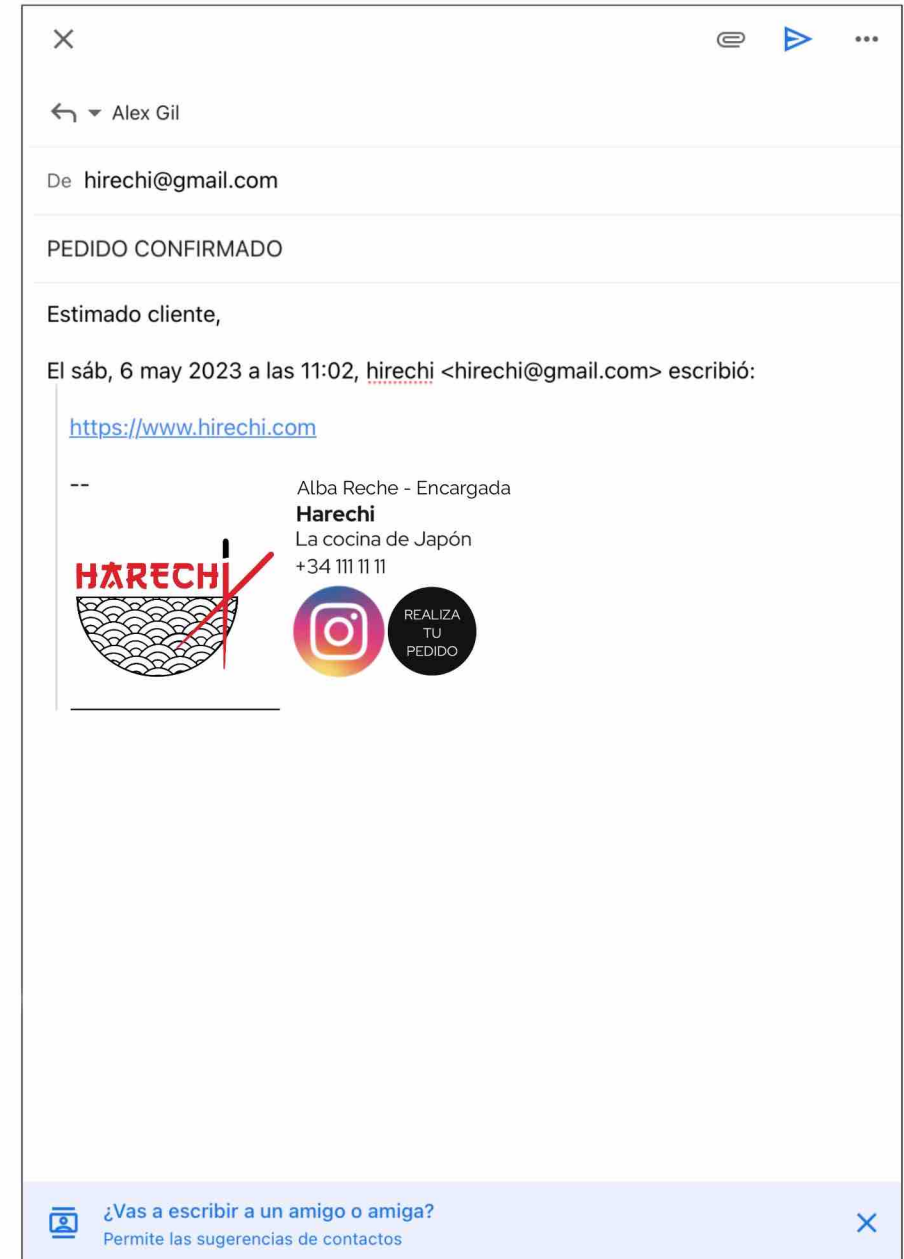 Alex Gil
De hirechi@gmail.com
PEDIDO CONFIRMADO
Estimado cliente,
El sáb, 6 may 2023 a las 11:02, hirechi <hirechi@gmail.com> escribió:
https://www.hirechi.com
--
Alba Reche - Encargada
Harechi
La cocina de Japón
+34 111 11 11
HARECHi
REALIZA
TU
PEDIDO
¿Vas a escribir a un amigo o amiga?
Permite las sugerencias de contactos